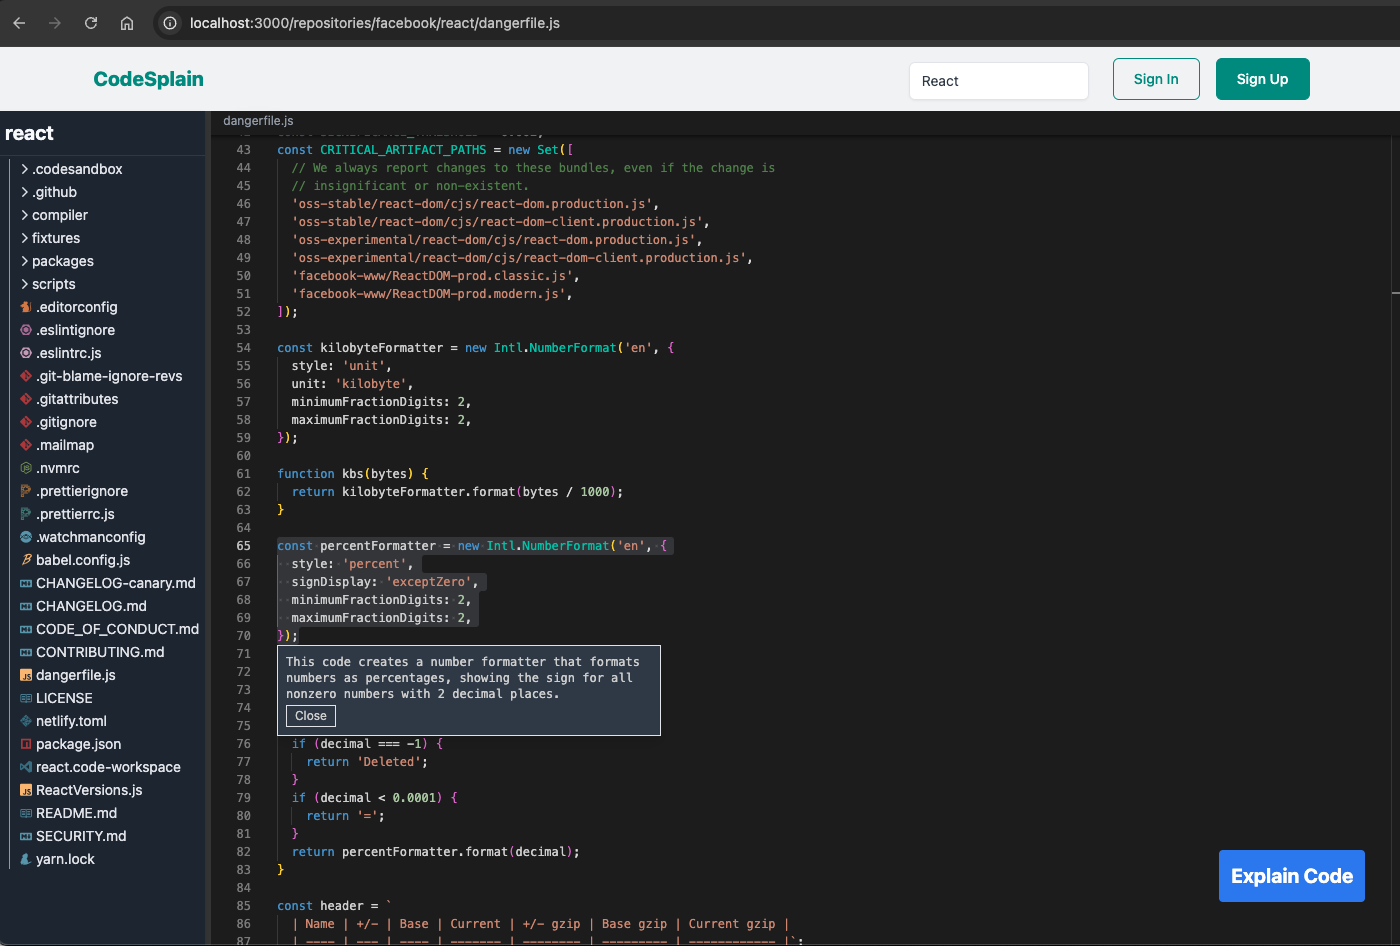 localhost:3000/repositories/facebook/react/dangerfile.js
CodeSplain
React
Sign In
Sign Up
react
.codesandbox
.github
compiler
fixtures
packages
scripts
.editorconfig
.eslintignore
.eslintrc.js
.git-blame-ignore-revs
.gitattributes
.gitignore
.mailmap
.nvmrc
.prettierignore
.prettierrc.js
.watchmanconfig
babel.config.js
CHANGELOG-canary.md
CHANGELOG.md
CODE_OF_CONDUCT.md
CONTRIBUTING.md
dangerfile.js
LICENSE
netlify.toml
package.json
react.code-workspace
ReactVersions.js
README.md
SECURITY.md
yarn.lock
dangerfile.js
43 const CRITICAL_ARTIFACT_PATHS = new Set([
44 // We always report changes to these bundles, even if the change is
45 // insignificant or non-existent.
46 'oss-stable/react-dom/cjs/react-dom.production.js',
47 'oss-stable/react-dom/cjs/react-dom-client.production.js',
48 'oss-experimental/react-dom/cjs/react-dom.production.js',
49 'oss-experimental/react-dom/cjs/react-dom-client.production.js',
50 'facebook-www/ReactDOM-prod.classic.js',
51 'facebook-www/ReactDOM-prod.modern.js',
52 ]);
53
54 const kilobyteFormatter = new Intl.NumberFormat('en', {
55 style: 'unit',
56 unit: 'kilobyte',
57 minimumFractionDigits: 2,
58 maximumFractionDigits: 2,
59 });
60
61 function kbs(bytes) {
62 return kilobyteFormatter.format(bytes / 1000);
63 }
64
65 const percentFormatter = new Intl.NumberFormat('en', {
66 style: 'percent',
67 signDisplay: 'exceptZero',
68 minimumFractionDigits: 2,
69 maximumFractionDigits: 2,
70 });
71
72
73
74
75
This code creates a number formatter that formats
numbers as percentages, showing the sign for all
nonzero numbers with 2 decimal places.
Close
76 if (decimal === -1) {
77 return 'Deleted';
78 }
79 if (decimal < 0.0001) {
80 return '=';
81 }
82 return percentFormatter.format(decimal);
83 }
84
85 const header = `
86 | Name | +/- | Base | Current | +/- gzip | Base gzip | Current gzip |
87 | ---- | --- | ---- | ------- | -------- | --------- | ------------ |`;
Explain Code